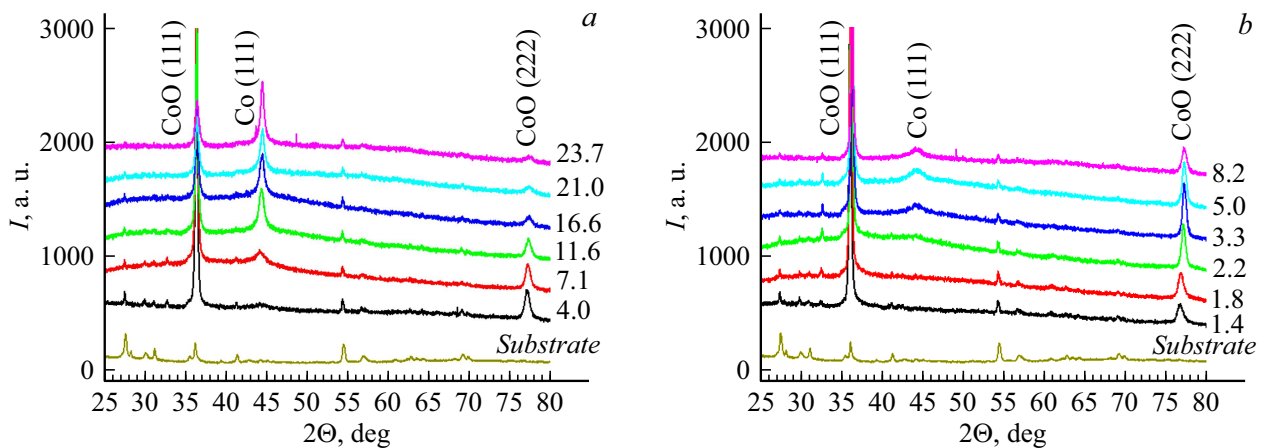 a
3000
2000
1000
0
I, a. u.
CoO (111)
Co (111)
CoO (222)
23.7
21.0
16.6
11.6
7.1
4.0
Substrate
25 30 35 40 45 50 55 60 65 70 75 80
2Θ, deg
b
3000
2000
1000
0
I, a. u.
CoO (111)
Co (111)
CoO (222)
8.2
5.0
3.3
2.2
1.8
1.4
Substrate
25 30 35 40 45 50 55 60 65 70 75 80
2Θ, deg